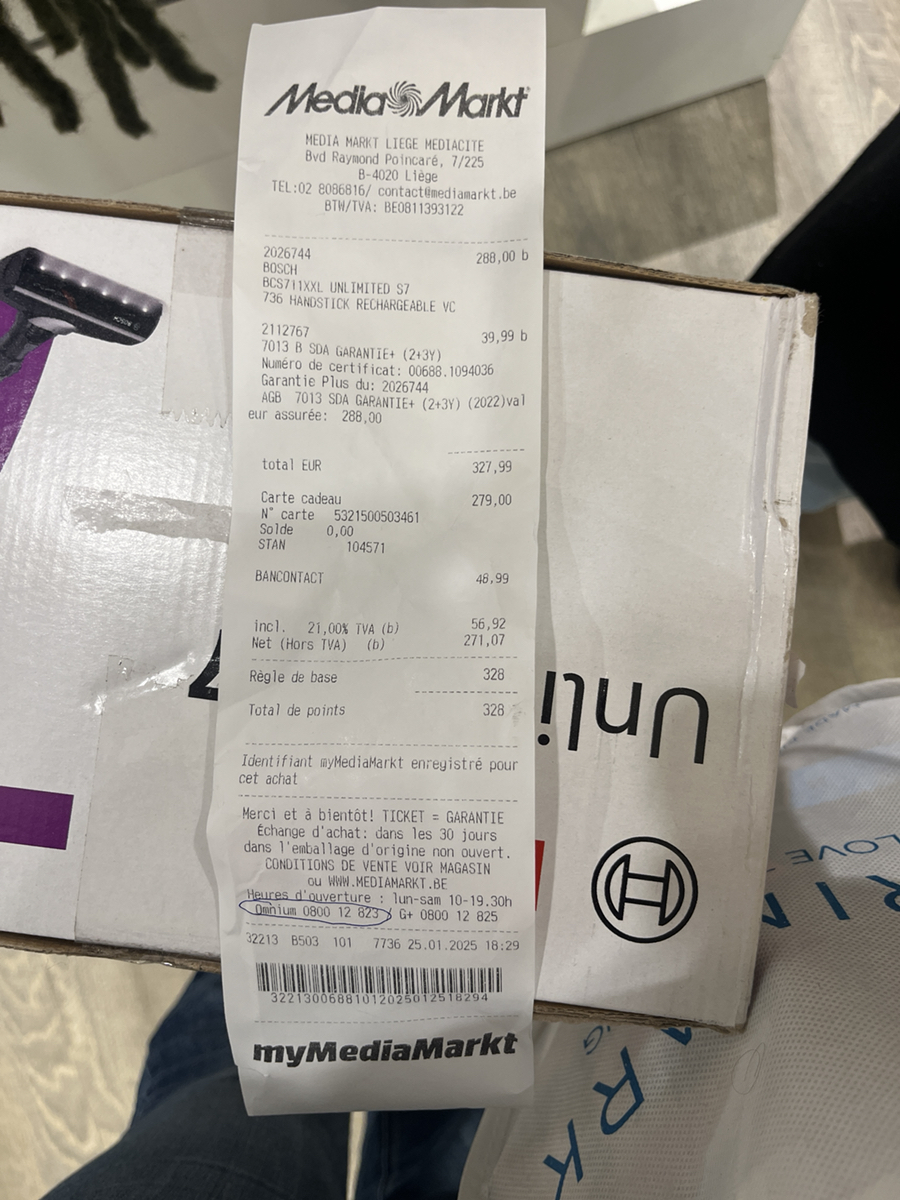 Media Markt
MEDIA MARKT LIEGE MEDIACITE
Bvd Raymond Poincaré, 7/225
B-4020 Liège
TEL:02 8086816/ contact@mediamarkt.be
BTW/TVA: BE0811393122
2026744 288,00 b
BOSCH
BCS711XXL UNLIMITED S7
736 HANDSTICK RECHARGEABLE VC
2112767 39,99 b
7013 B SDA GARANTIE+ (2+3Y)
Numéro de certificat: 00688.1094036
Garantie Plus du: 2026744
AGB 7013 SDA GARANTIE+ (2+3Y) (2022)val
eur assurée: 288,00
total EUR 327,99
Carte cadeau 279,00
N° carte 5321500503461
Solde 0,00
STAN 104571
BANCONTACT 48,99
incl. 21,00% TVA (b) 56,92
Net (Hors TVA) (b) 271,07
Règle de base 328
Total de points 328
Identifiant myMediaMarkt enregistré pour
cet achat
Merci et à bientôt! TICKET = GARANTIE
Échange d'achat: dans les 30 jours
dans l'emballage d'origine non ouvert.
CONDITIONS DE VENTE VOIR MAGASIN
ou WWW.MEDIAMARKT.BE
Heures d'ouverture : lun-sam 10-19.30h
Omnium 0800 12 823 / G+ 0800 12 825
32213 B503 101 7736 25.01.2025 18:29
32213006881012025012518294
myMediaMarkt
Unli
7
LOVE